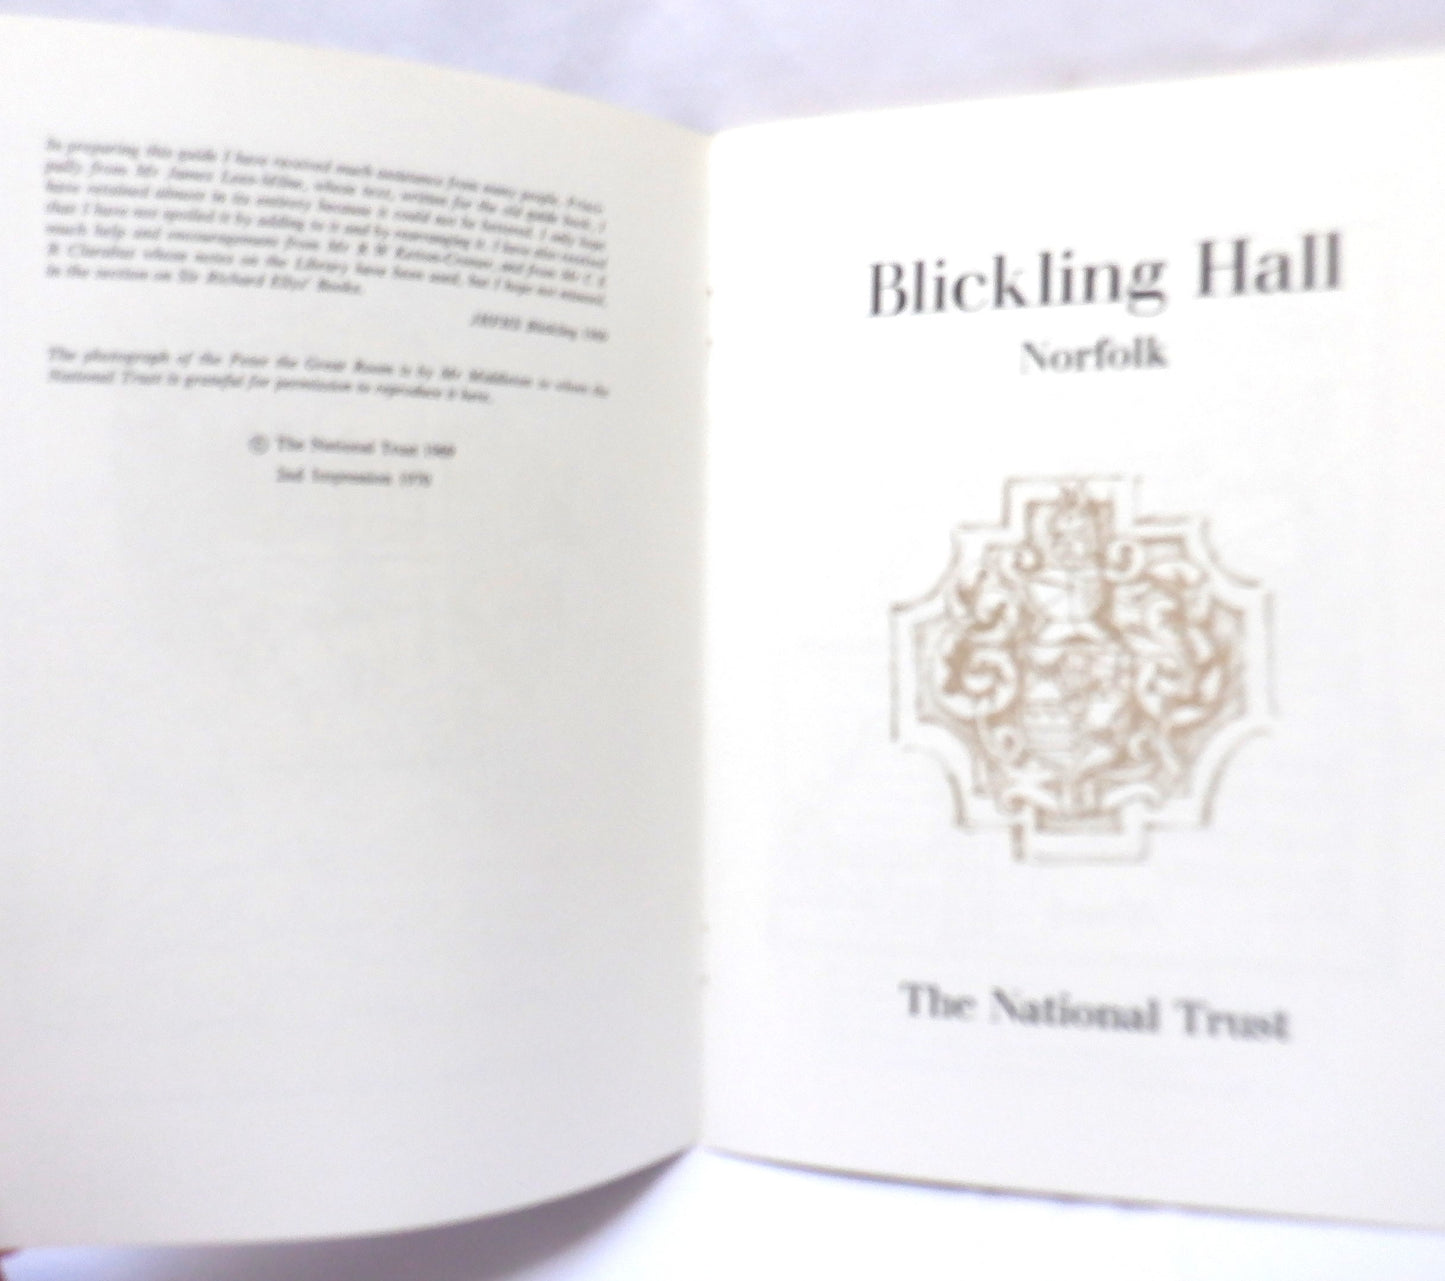 In preparing this guide I have received much assistance from many people, Princi-
pally from Mr James Lees-Milne, whose text, written for the old guide book, I
have retained almost in its entirety because it could not be bettered. I only hope
that I have not spoiled it by adding to it and by rearranging it. I have also received
much help and encouragement from Mr R W Ketton-Cremer, and from Mr
whose notes on the Library have been used, but I hope not misused,
in the section on Sir Richard Ellys' Books.
Blickling
The photograph of the Peter the Great Room is by Mr Middleton to whom the
National Trust is grateful for permission to reproduce it here.
© The National Trust
2nd Impression 1970
Blickling Hall
Norfolk
The National Trust